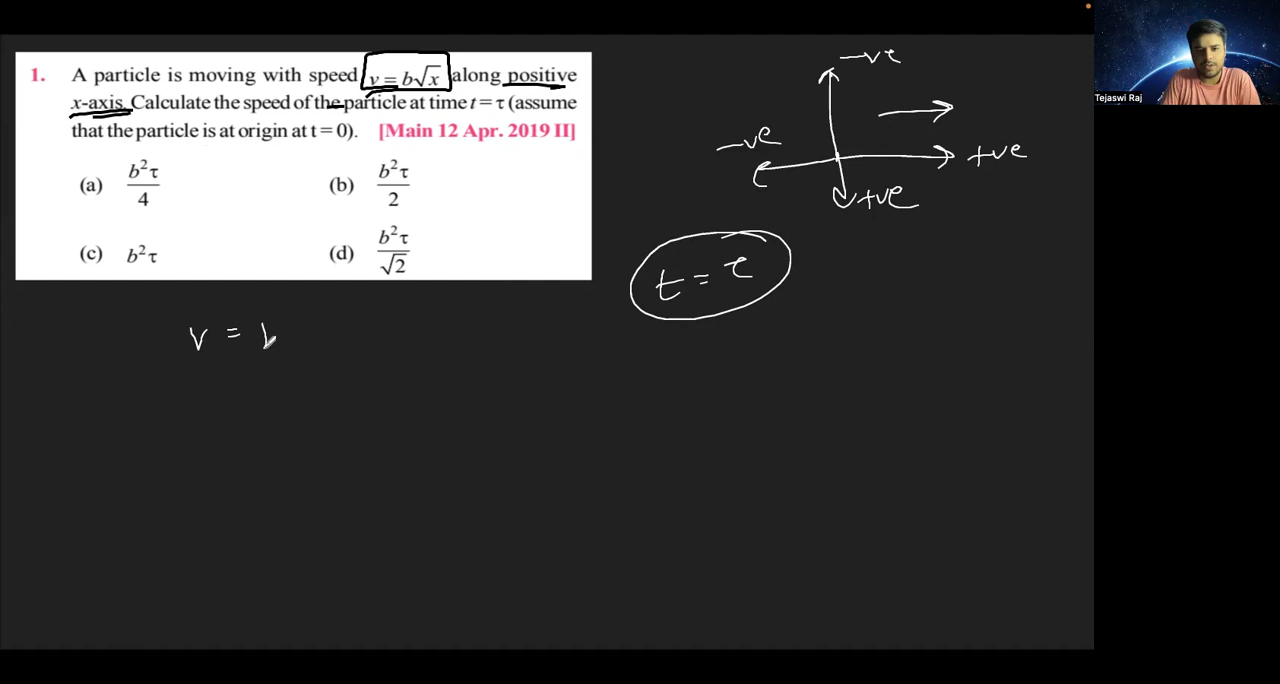 1. A particle is moving with speed v = b√x along positive
x-axis. Calculate the speed of the particle at time t = τ (assume
that the particle is at origin at t = 0). [Main 12 Apr. 2019 II]
(a) b²τ/4 (b) b²τ/2
(c) b²τ (d) b²τ/√2
-ve
-ve
+ve
+ve
t = τ
v = b
Tejaswi Raj